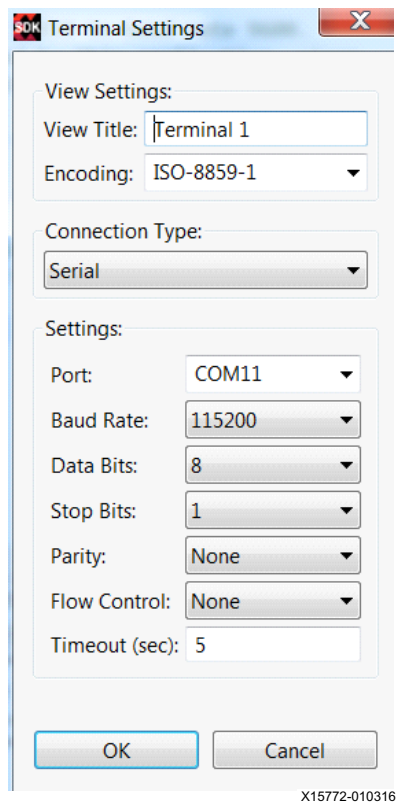 SDK Terminal Settings
View Settings:
View Title: Terminal 1
Encoding: ISO-8859-1
Connection Type:
Serial
Settings:
Port: COM11
Baud Rate: 115200
Data Bits: 8
Stop Bits: 1
Parity: None
Flow Control: None
Timeout (sec): 5
OK Cancel
X15772-010316